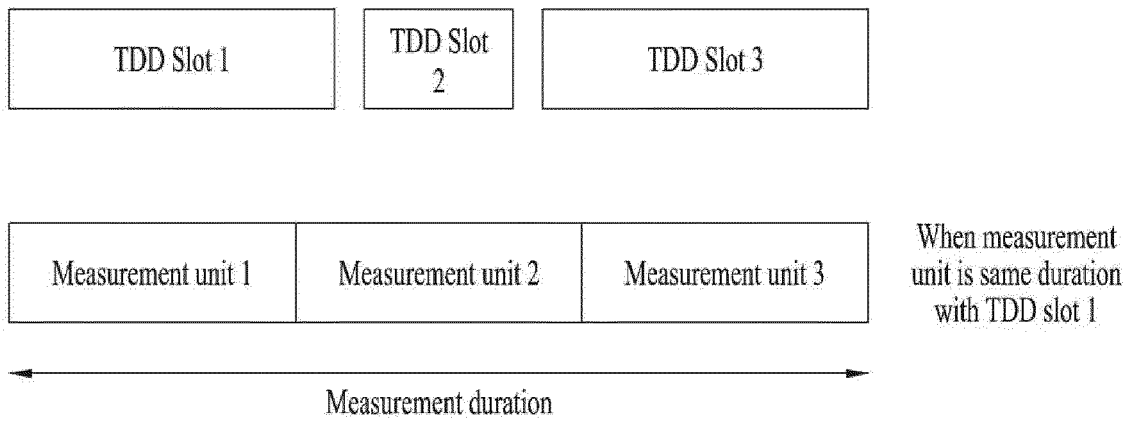 TDD Slot 1
TDD Slot
2
TDD Slot 3
Measurement unit 1
Measurement unit 2
Measurement unit 3
When measurement
unit is same duration
with TDD slot 1
Measurement duration